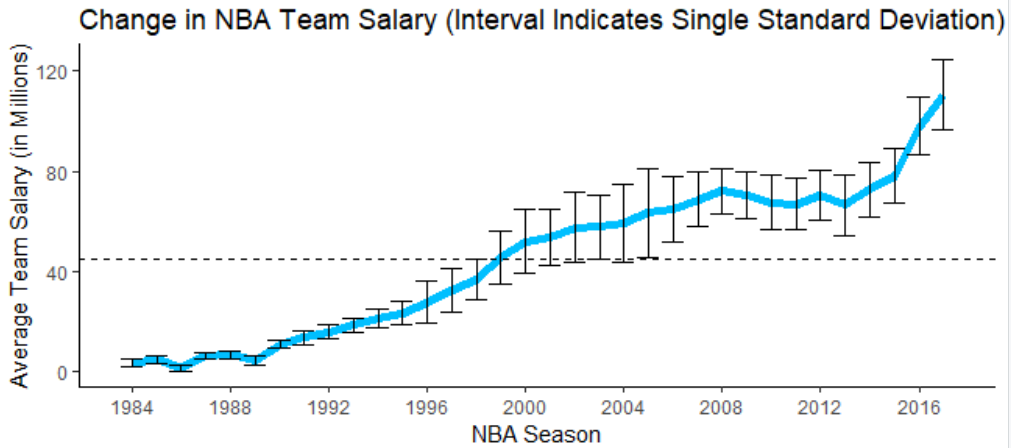 Change in NBA Team Salary (Interval Indicates Single Standard Deviation)
Average Team Salary (in Millions)
120
80
40
0
1984 1988 1992 1996 2000 2004 2008 2012 2016
NBA Season